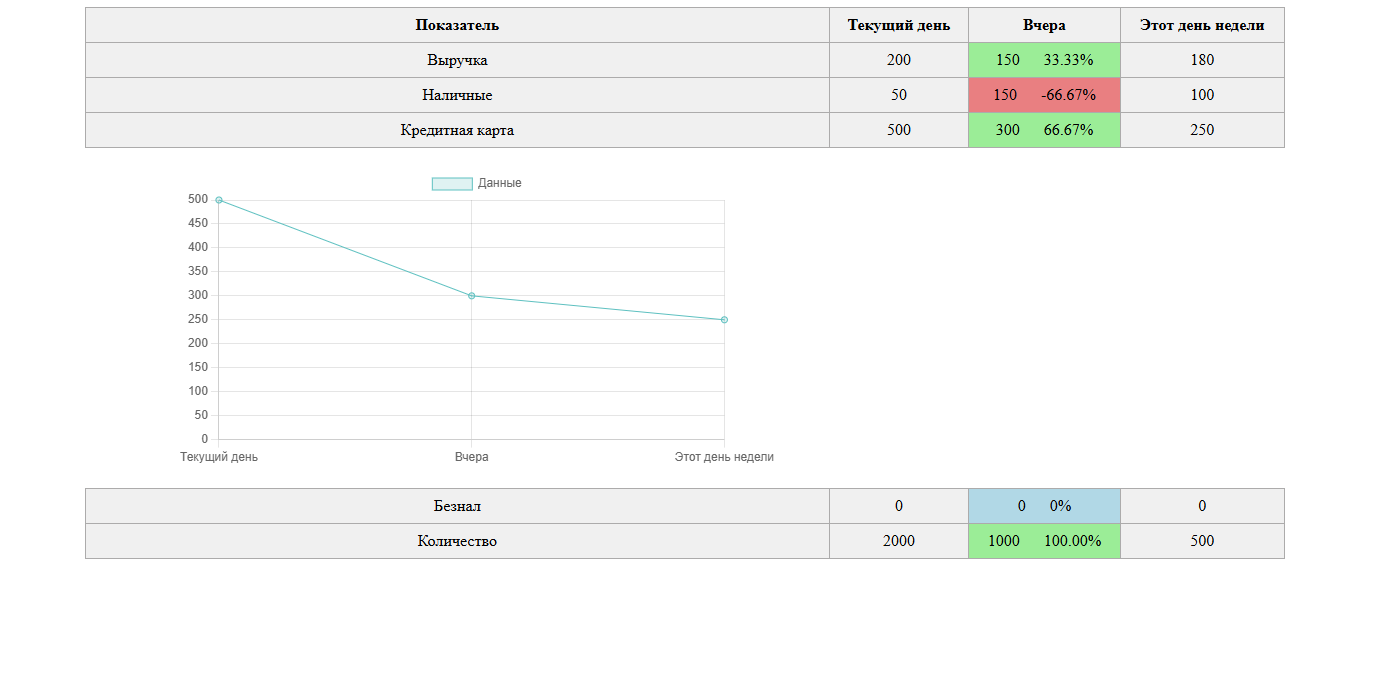 Показатель Текущий день Вчера Этот день недели
Выручка 200 150 33.33% 180
Наличные 50 150 -66.67% 100
Кредитная карта 500 300 66.67% 250
Данные
500
450
400
350
300
250
200
150
100
50
0
Текущий день Вчера Этот день недели
Безнал 0 0 0% 0
Количество 2000 1000 100.00% 500